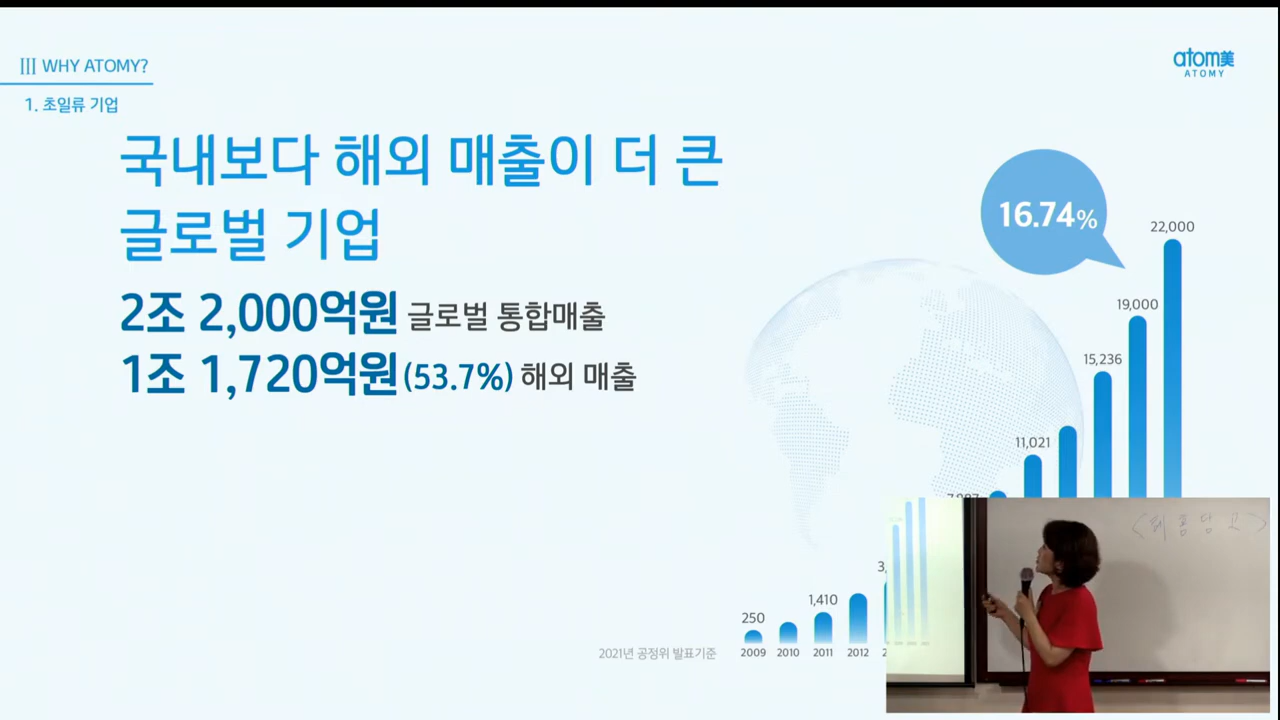 WHY ATOMY?
1. 초일류 기업
atom美
ATOMY
국내보다 해외 매출이 더 큰
글로벌 기업
2조 2,000억원 글로벌 통합매출
1조 1,720억원(53.7%) 해외 매출
16.74%
22,000
19,000
15,236
11,021
1,410
250
2009 2010 2011 2012
2021년 공정위 발표기준